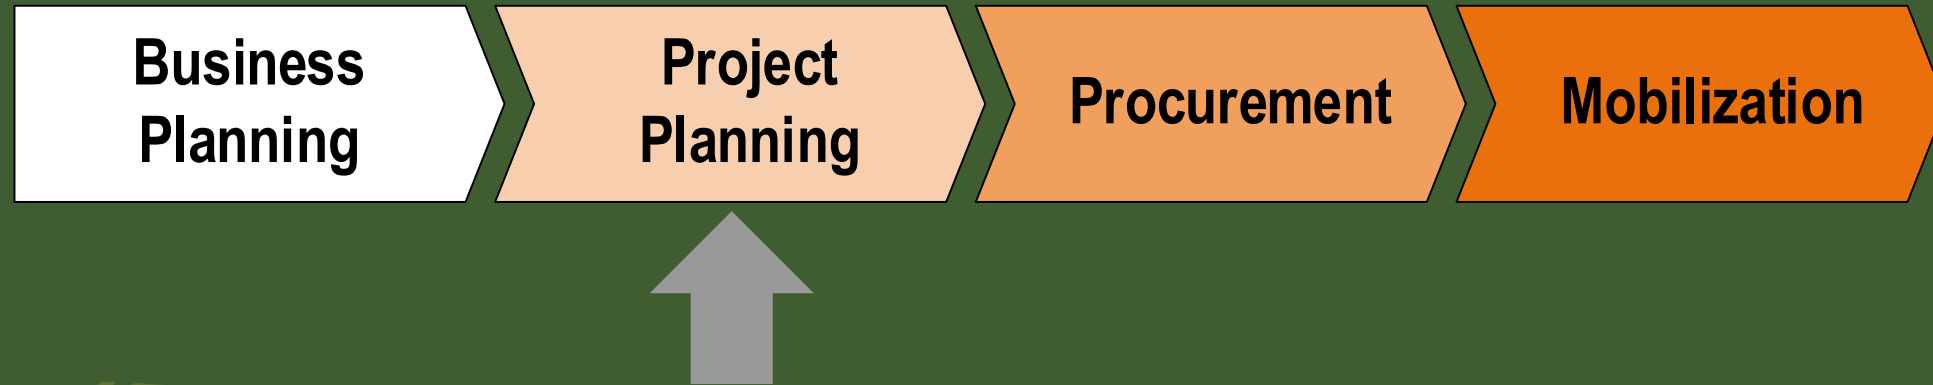 Business
Planning
Project
Planning
Procurement
Mobilization